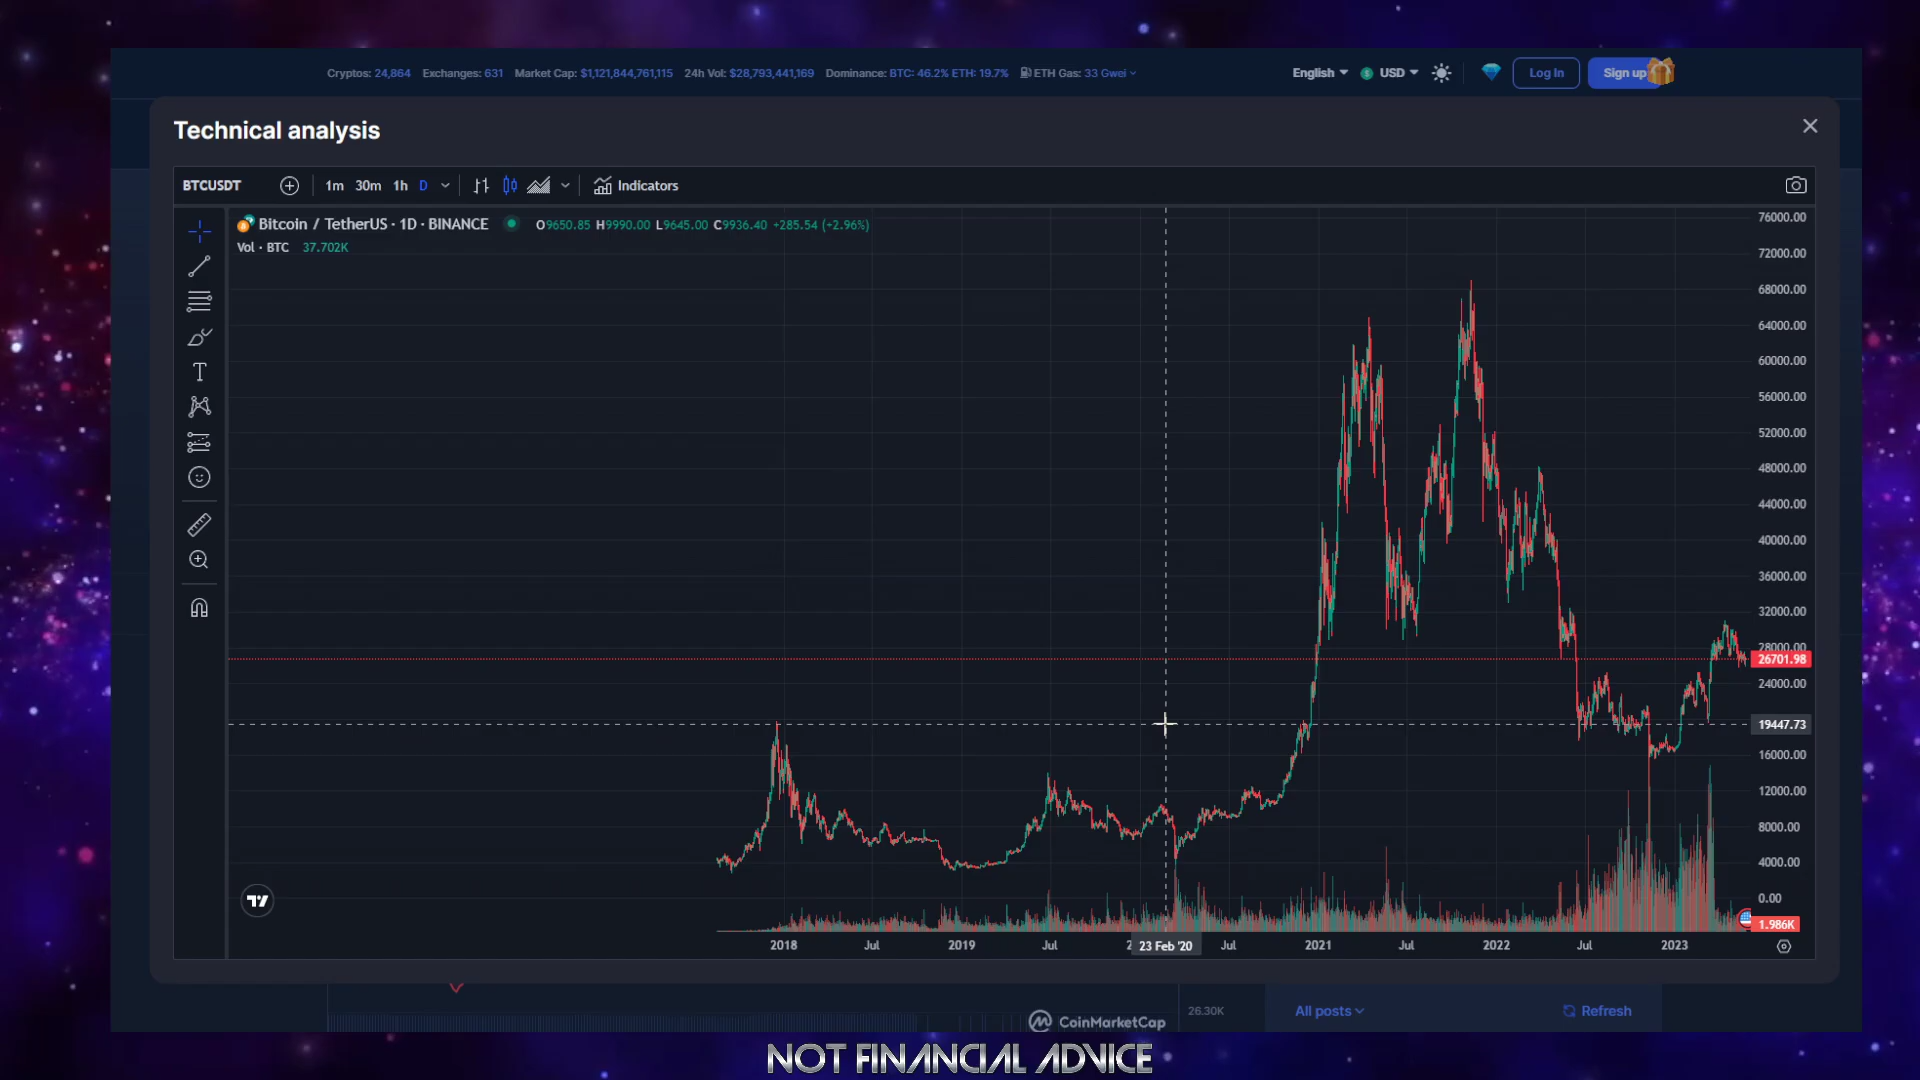 Cryptos: 24,864 Exchanges: 631 Market Cap: $1,121,844,761,115 24h Vol: $28,793,441,169 Dominance: BTC: 46.2% ETH: 19.7% ETH Gas: 33 Gwei English USD Log In Sign up
Technical analysis
BTCUSDT 1m 30m 1h D Indicators
Bitcoin / TetherUS · 1D · BINANCE O9650.85 H9990.00 L9645.00 C9936.40 +285.54 (+2.96%)
Vol · BTC 37.702K
76000.00
72000.00
68000.00
64000.00
60000.00
56000.00
52000.00
48000.00
44000.00
40000.00
36000.00
32000.00
28000.00
26701.98
24000.00
19447.73
16000.00
12000.00
8000.00
4000.00
0.00
1.986K
2018 Jul 2019 Jul 23 Feb '20 Jul 2021 Jul 2022 Jul 2023
CoinMarketCap 26.30K All posts Refresh
NOT FINANCIAL ADVICE